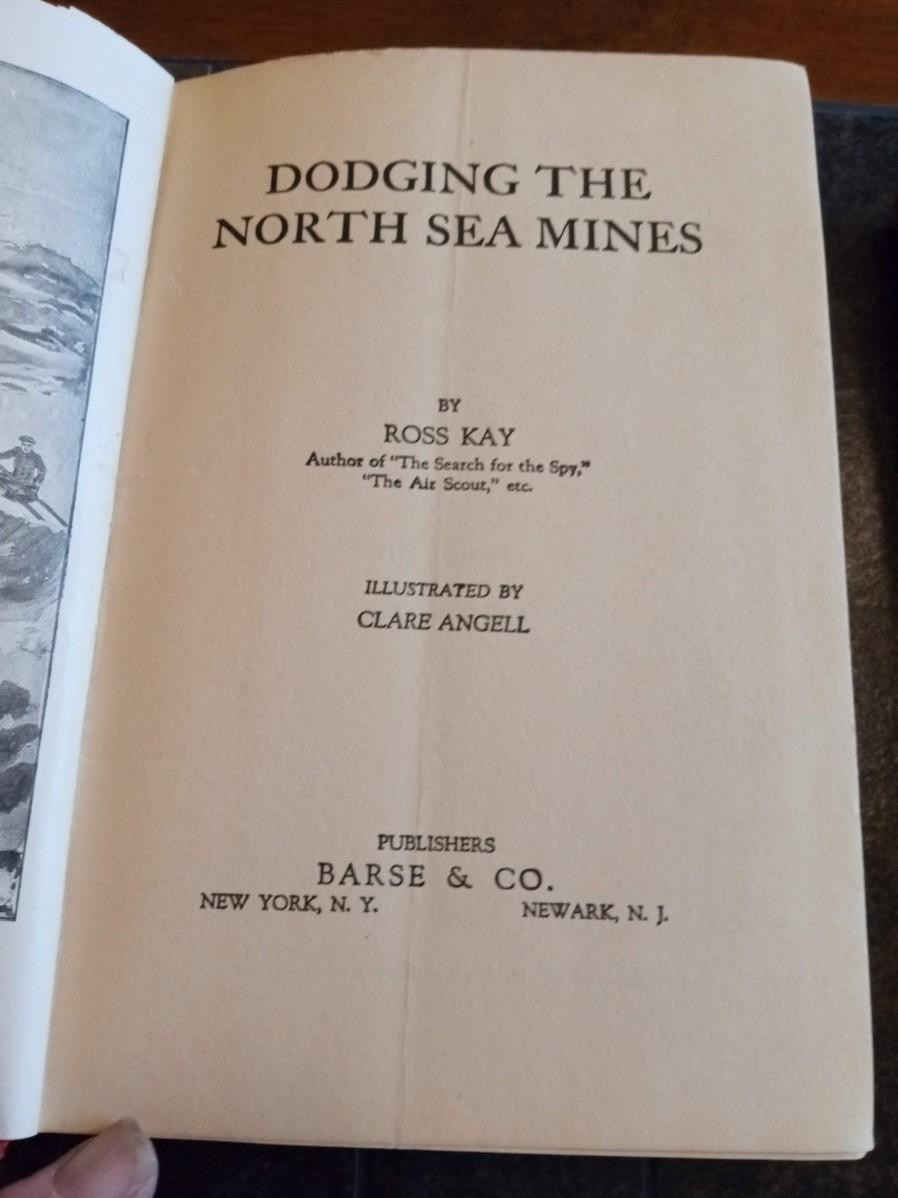 DODGING THE
NORTH SEA MINES
BY
ROSS KAY
Author of "The Search for the Spy,"
"The Air Scout," etc.
ILLUSTRATED BY
CLARE ANGELL
PUBLISHERS
BARSE & CO.
NEW YORK, N. Y. NEWARK, N. J.